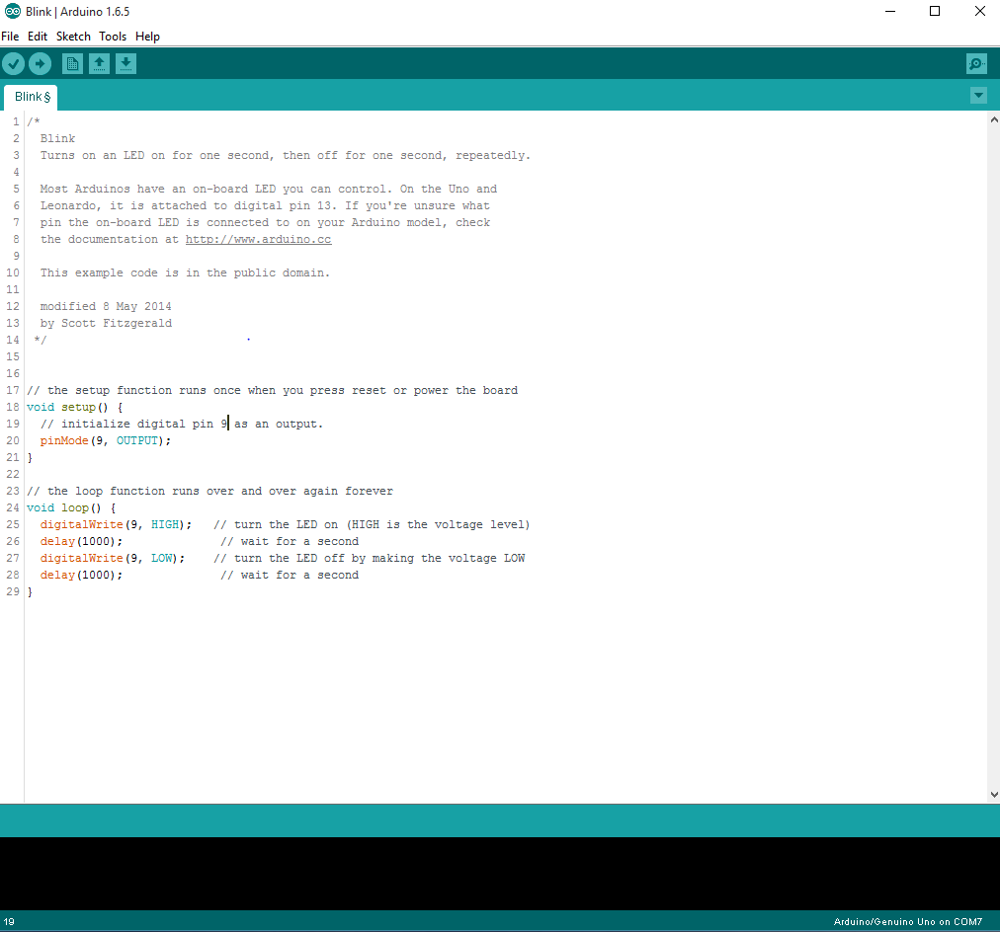 Blink | Arduino 1.6.5
File Edit Sketch Tools Help
Blink §
1 /*
2   Blink
3   Turns on an LED on for one second, then off for one second, repeatedly.
4
5   Most Arduinos have an on-board LED you can control. On the Uno and
6   Leonardo, it is attached to digital pin 13. If you're unsure what
7   pin the on-board LED is connected to on your Arduino model, check
8   the documentation at http://www.arduino.cc
9
10   This example code is in the public domain.
11
12   modified 8 May 2014
13   by Scott Fitzgerald
14  */
15
16
17 // the setup function runs once when you press reset or power the board
18 void setup() {
19   // initialize digital pin 9 as an output.
20   pinMode(9, OUTPUT);
21 }
22
23 // the loop function runs over and over again forever
24 void loop() {
25   digitalWrite(9, HIGH);   // turn the LED on (HIGH is the voltage level)
26   delay(1000);              // wait for a second
27   digitalWrite(9, LOW);    // turn the LED off by making the voltage LOW
28   delay(1000);              // wait for a second
29 }
19 Arduino/Genuino Uno on COM7